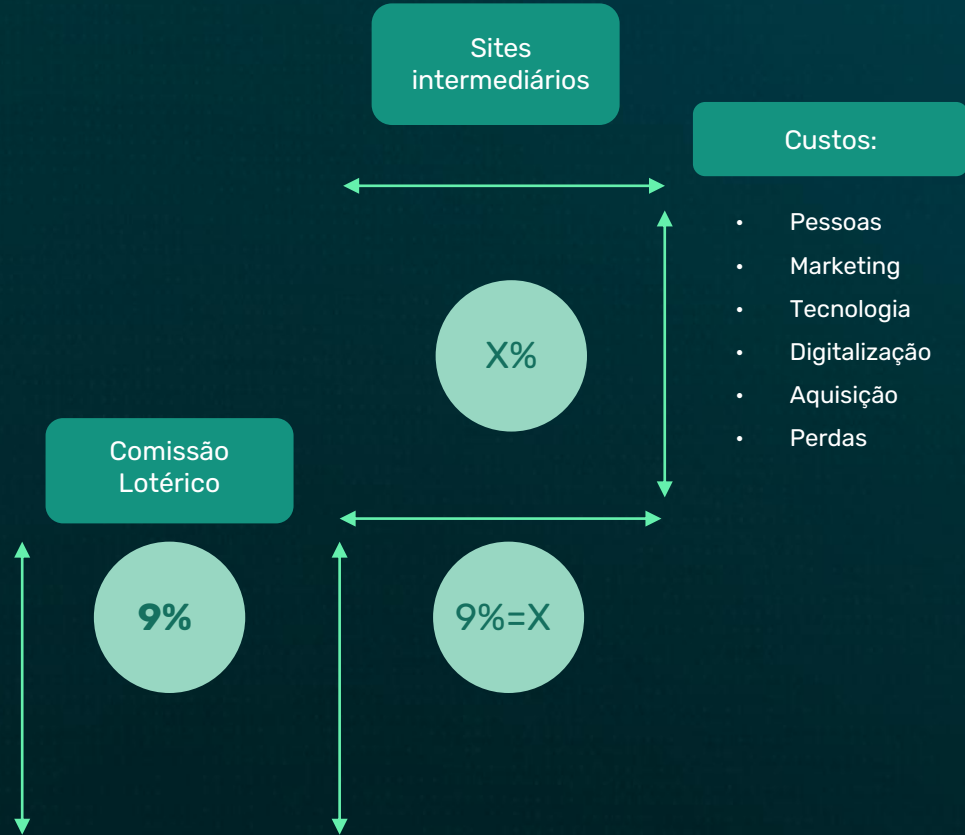 Sites
intermediários
Custos:
• Pessoas
• Marketing
• Tecnologia
• Digitalização
• Aquisição
• Perdas
X%
Comissão
Lotérico
9%
9%=X